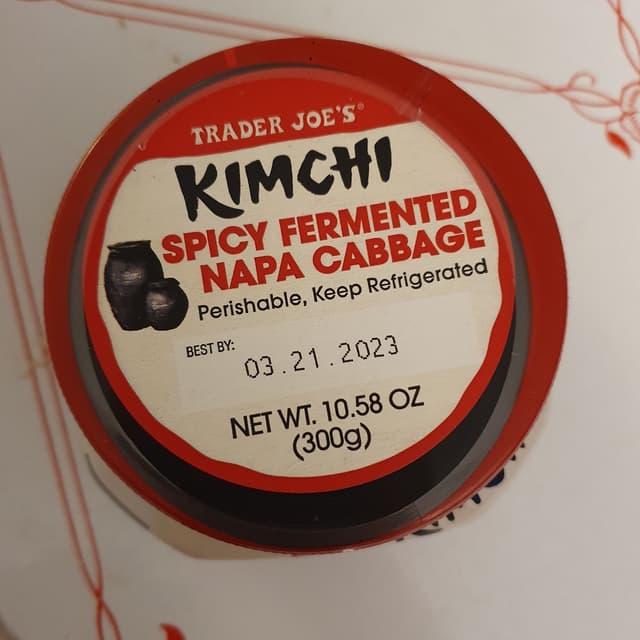 TRADER JOE'S®
KIMCHI
SPICY FERMENTED
NAPA CABBAGE
Perishable, Keep Refrigerated
BEST BY:
03.21.2023
NET WT. 10.58 OZ
(300g)